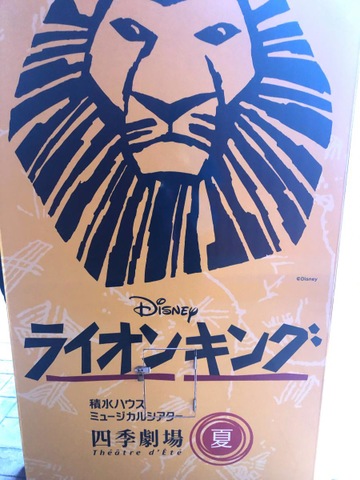 ©Disney
Disney
ライオンキング
積水ハウス
ミュージカルシアター
四季劇場 夏
Théâtre d'Été